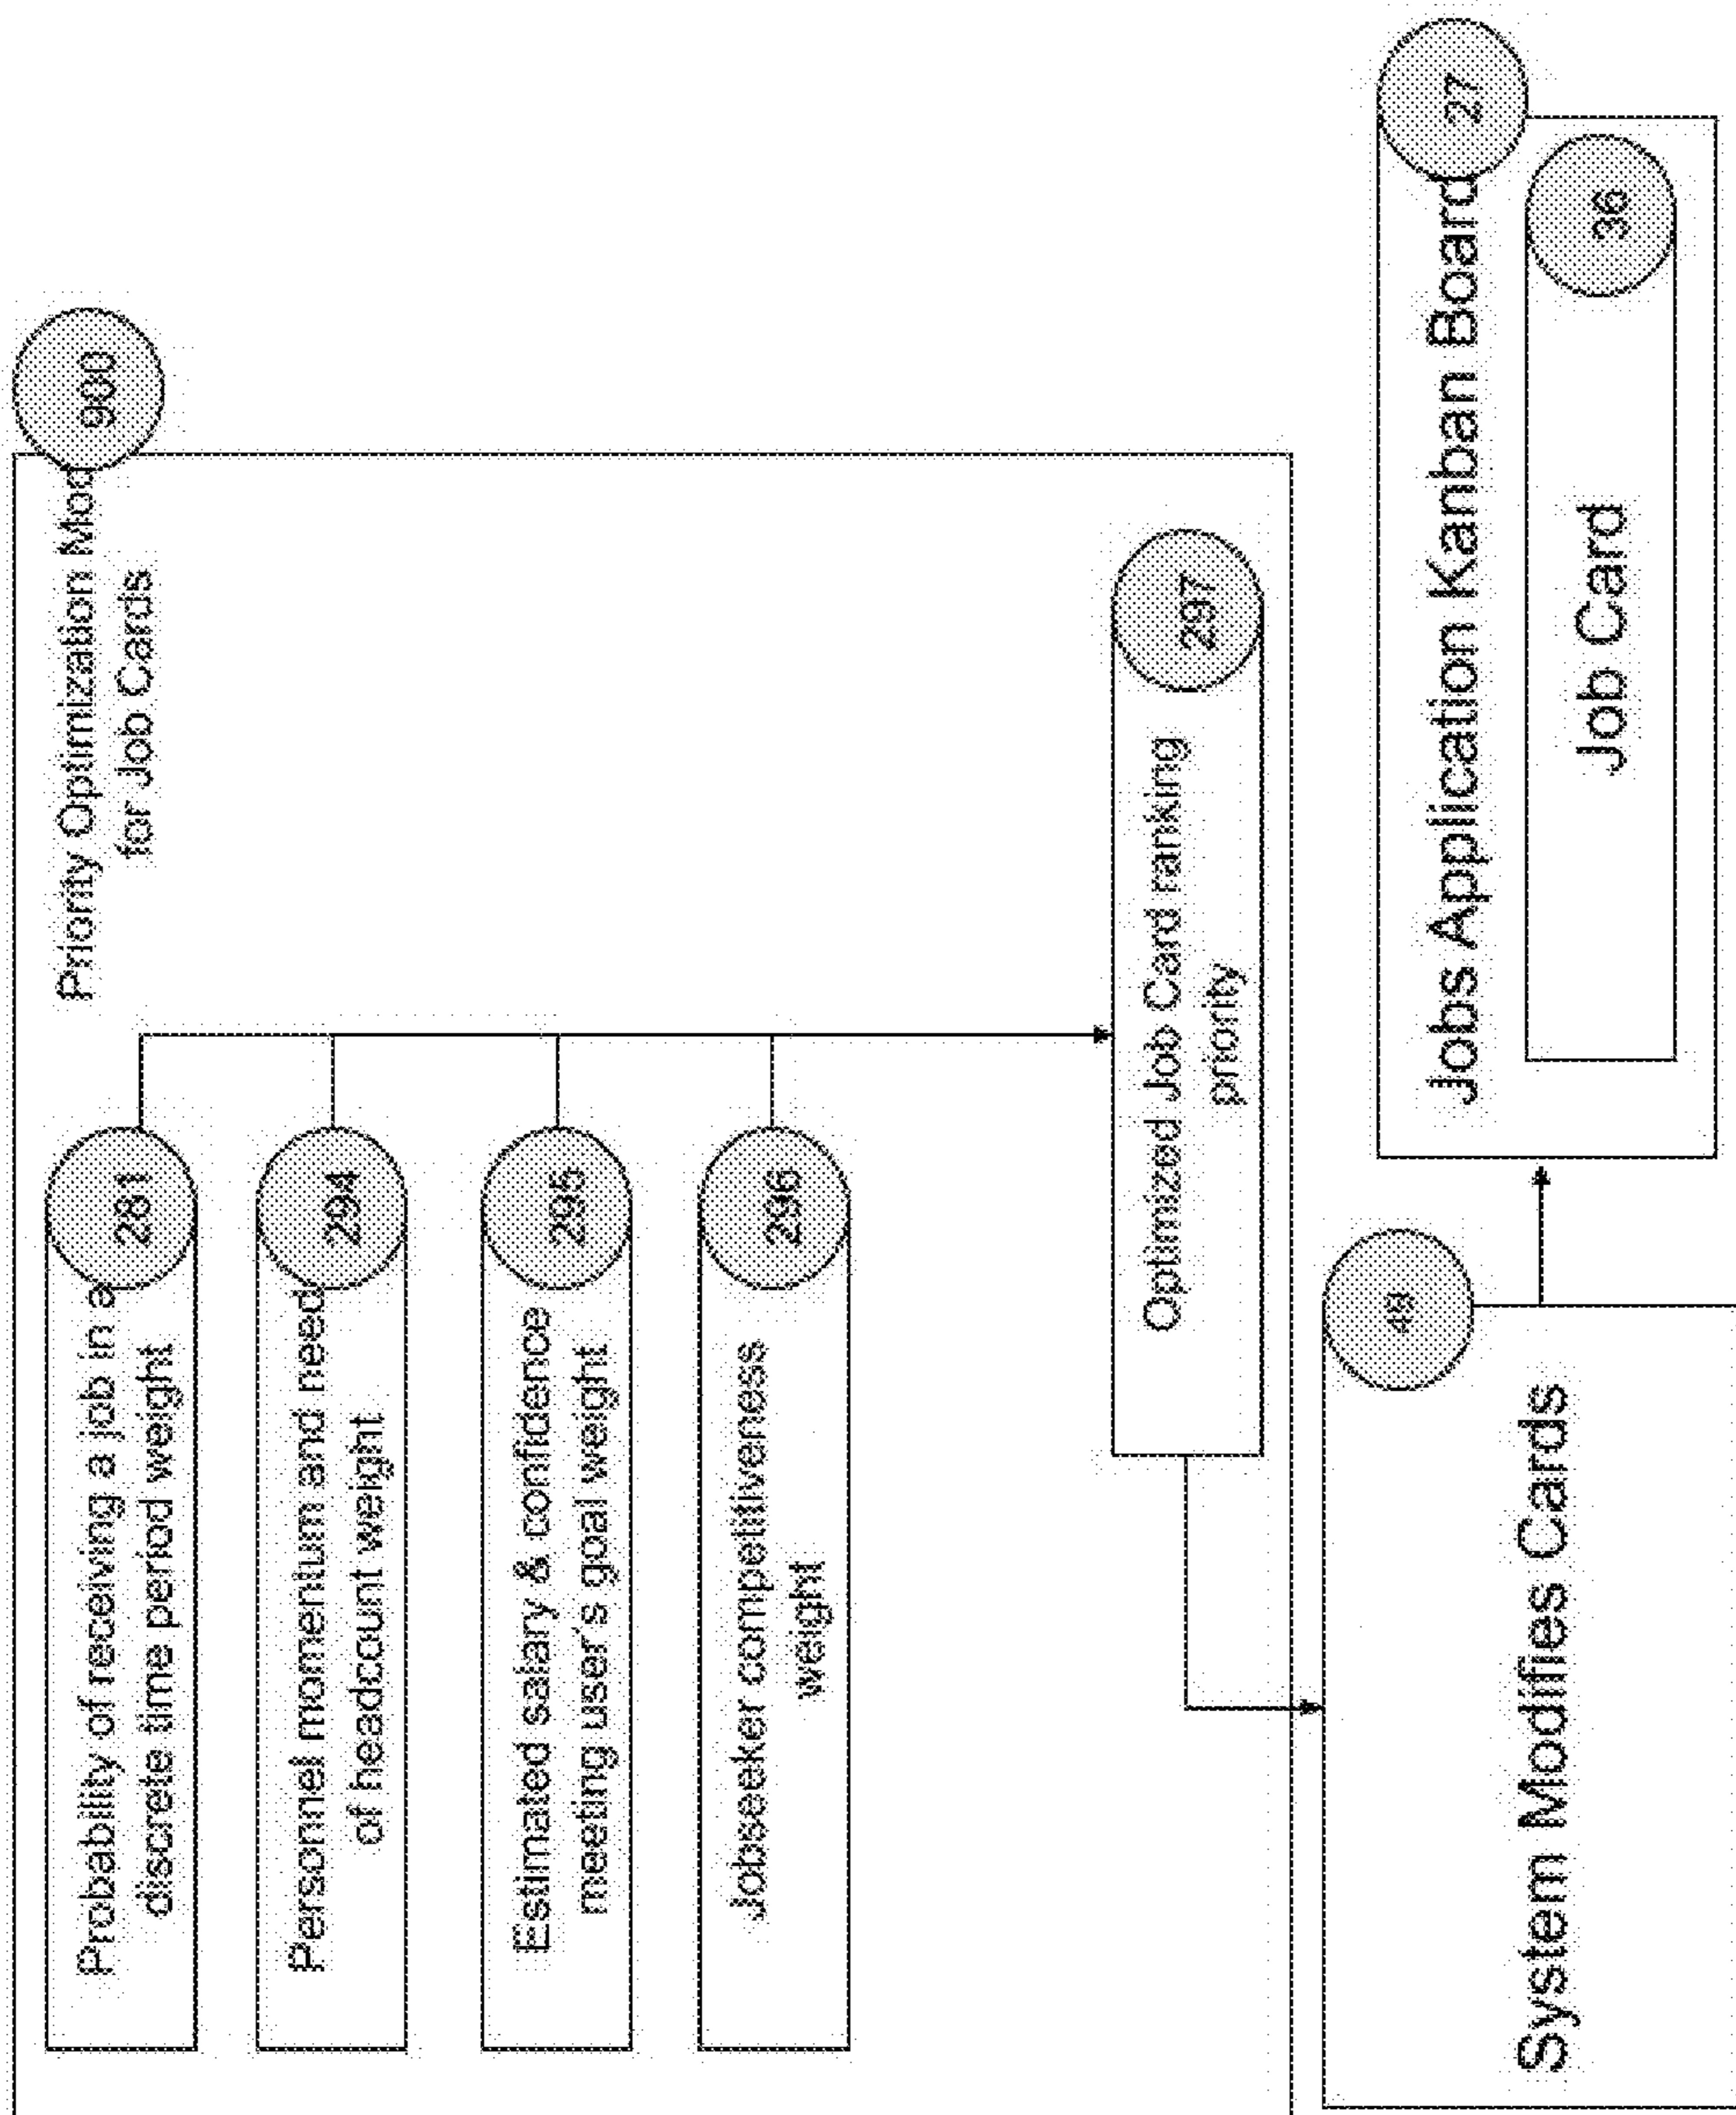 Priority Optimization Mod
for Job Cards
900
Probability of receiving a job in a
discrete time period weight
281
Personnel momentum and need
of headcount weight
294
Estimated salary & confidence
meeting user's goal weight
295
Jobseeker competitiveness
weight
296
Optimized Job Card ranking
priority
297
System Modifies Cards
Jobs Application Kanban Board
27
Job Card
36